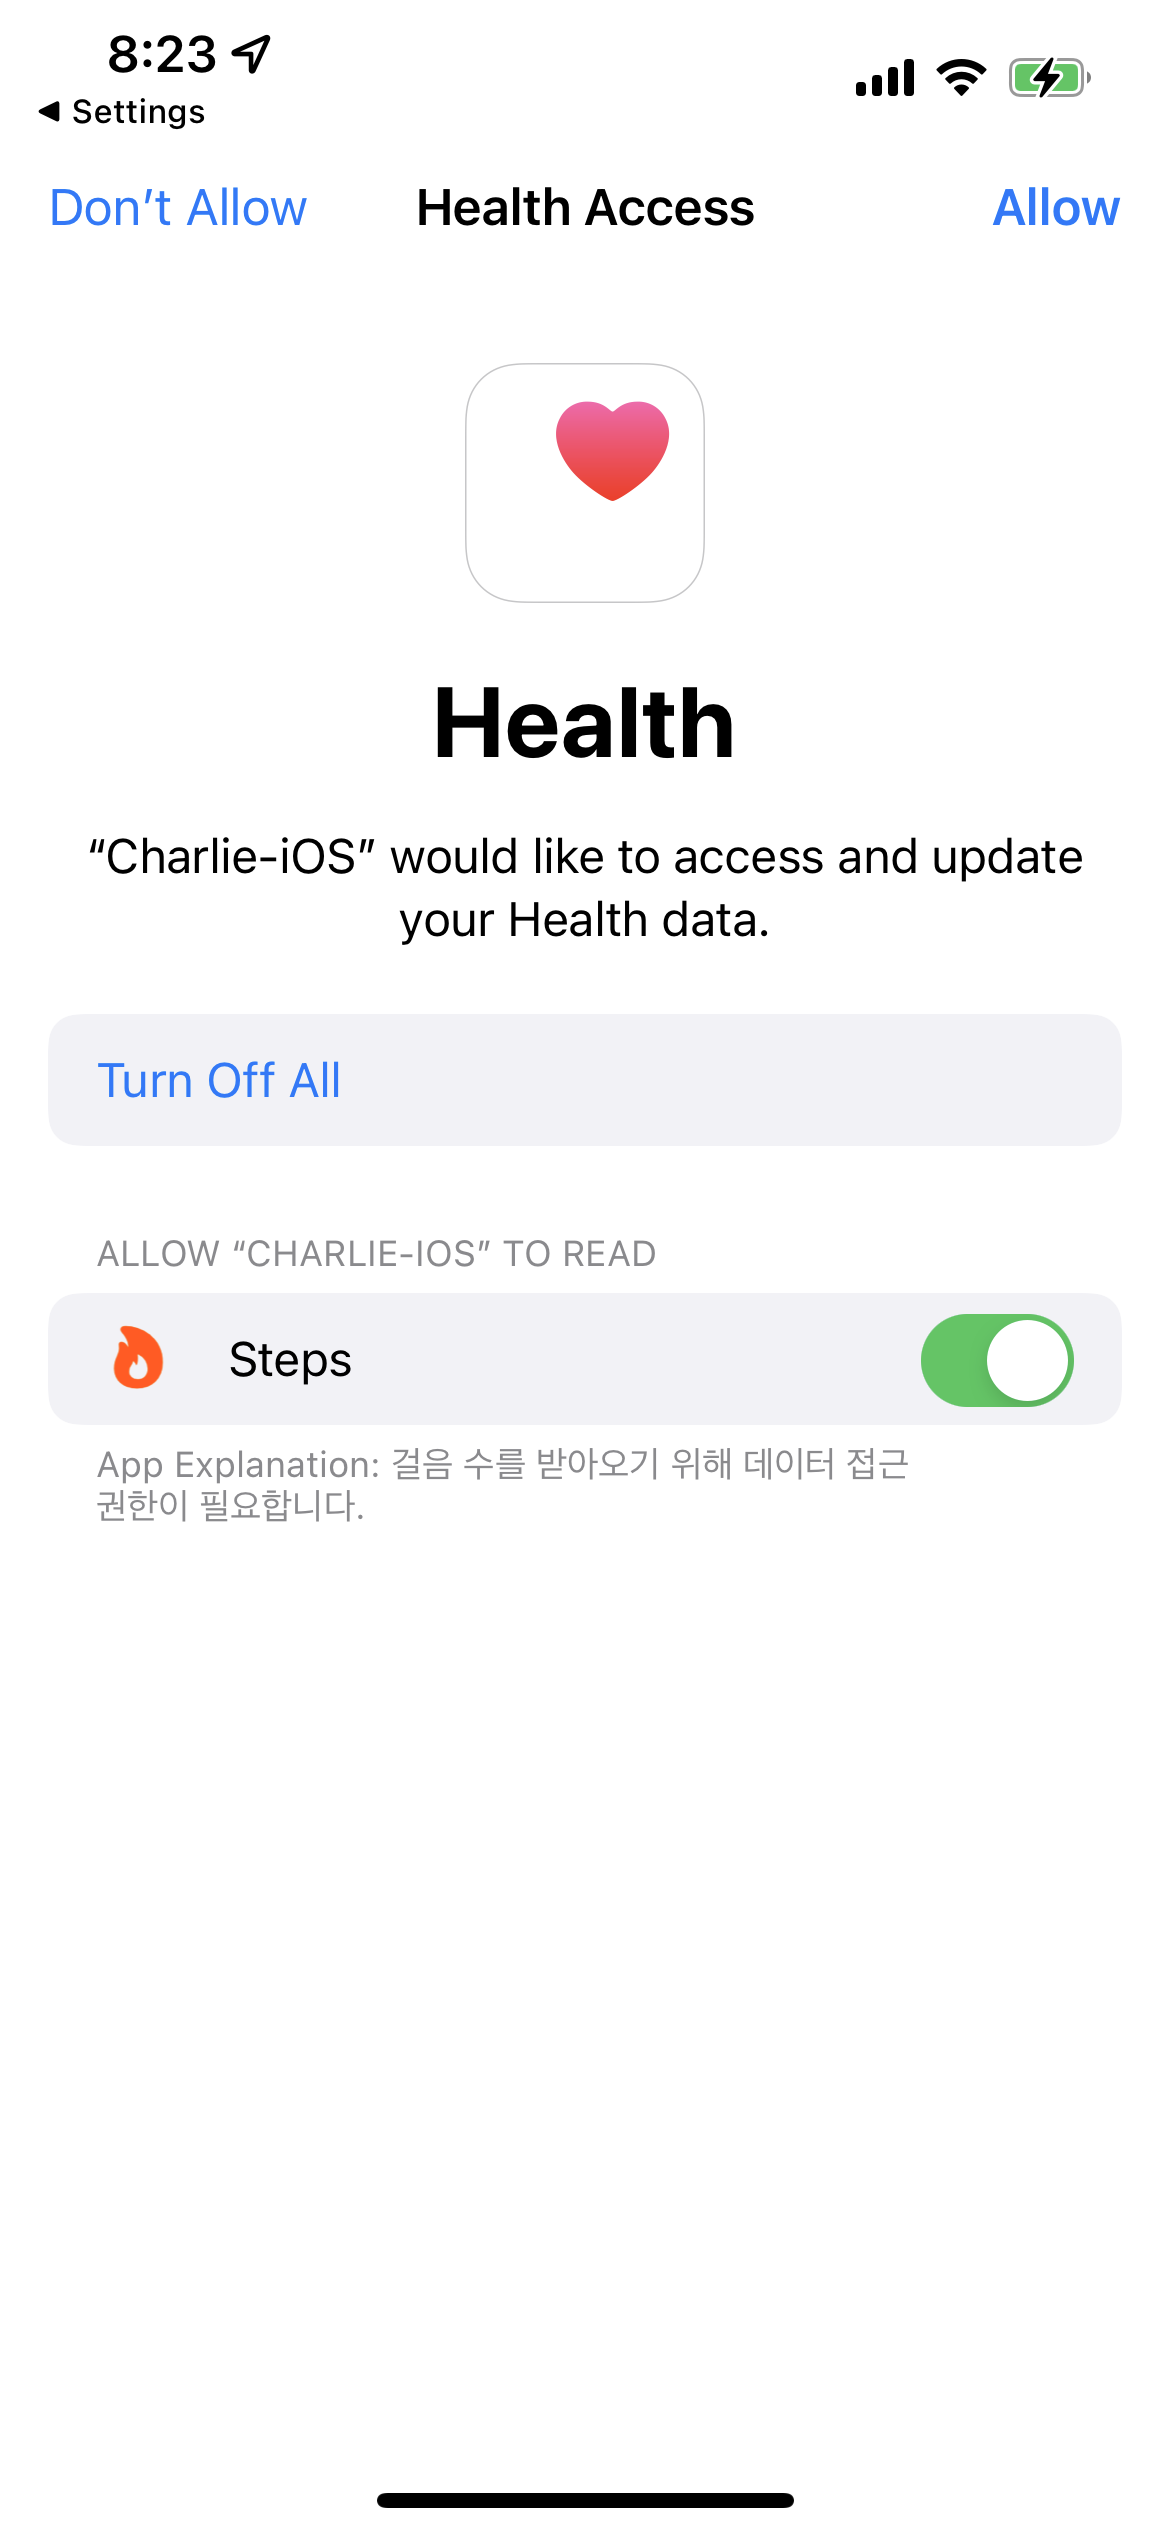 8:23
Settings
Don’t Allow
Health Access
Allow
Health
“Charlie-iOS” would like to access and update
your Health data.
Turn Off All
ALLOW “CHARLIE-IOS” TO READ
Steps
App Explanation: 걸음 수를 받아오기 위해 데이터 접근
권한이 필요합니다.